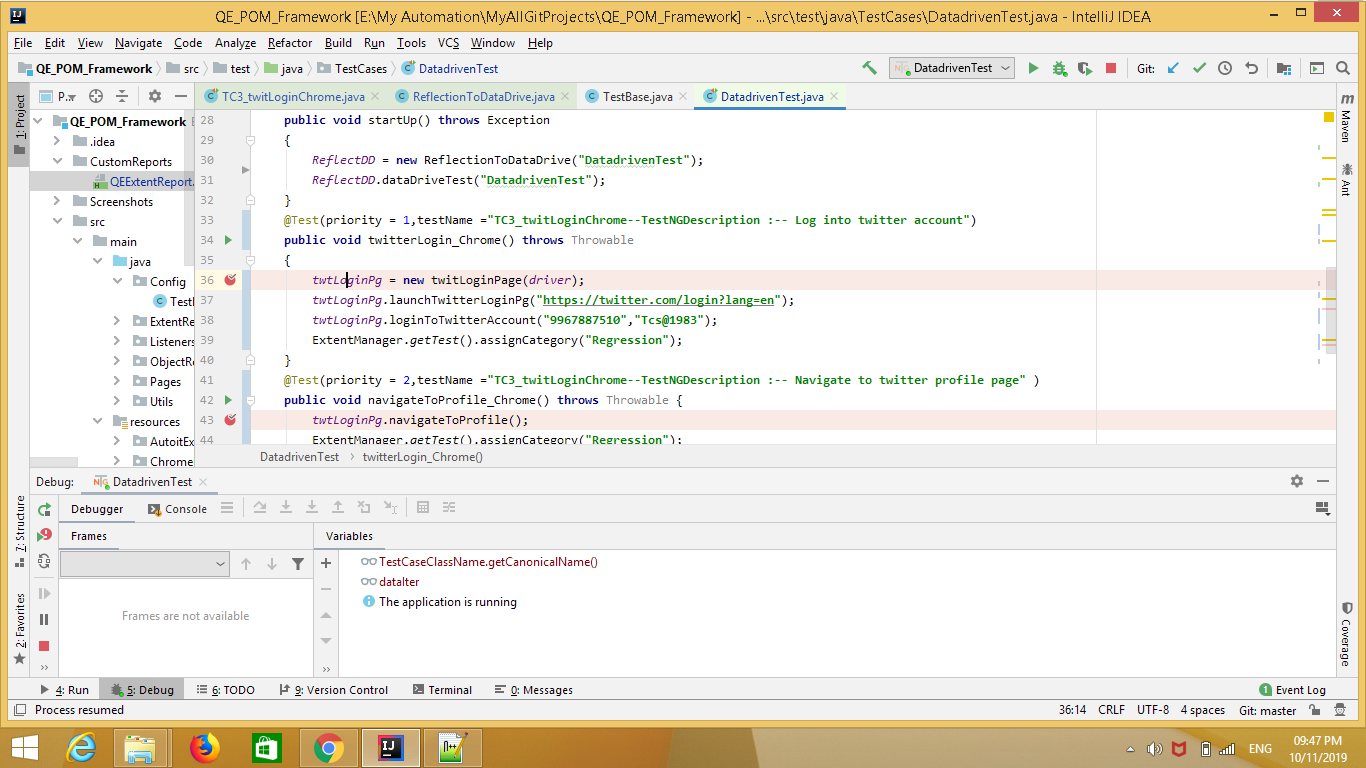 QE_POM_Framework [E:\My Automation\MyAllGitProjects\QE_POM_Framework] - ...\src\test\java\TestCases\DatadrivenTest.java - IntelliJ IDEA
File Edit View Navigate Code Analyze Refactor Build Run Tools VCS Window Help
QE_POM_Framework src test java TestCases DatadrivenTest DatadrivenTest Git:
1: Project
P..
TC3_twitLoginChrome.java ReflectionToDataDrive.java TestBase.java DatadrivenTest.java
QE_POM_Framework
.idea
CustomReports
QEExtentReport.
Screenshots
src
main
java
Config
Test
ExtentRe
Listeners
ObjectRe
Pages
Utils
resources
AutoitEx
Chrome
28 public void startUp() throws Exception
29 {
30 ReflectDD = new ReflectionToDataDrive("DatadrivenTest");
31 ReflectDD.dataDriveTest("DatadrivenTest");
32 }
33 @Test(priority = 1,testName ="TC3_twitLoginChrome--TestNGDescription :-- Log into twitter account")
34 public void twitterLogin_Chrome() throws Throwable
35 {
36 twtLoginPg = new twitLoginPage(driver);
37 twtLoginPg.launchTwitterLoginPg("https://twitter.com/login?lang=en");
38 twtLoginPg.loginToTwitterAccount("9967887510","Tcs@1983");
39 ExtentManager.getTest().assignCategory("Regression");
40 }
41 @Test(priority = 2,testName ="TC3_twitLoginChrome--TestNGDescription :-- Navigate to twitter profile page" )
42 public void navigateToProfile_Chrome() throws Throwable {
43 twtLoginPg.navigateToProfile();
44 ExtentManager.getTest().assignCategory("Regression");
DatadrivenTest twitterLogin_Chrome()
m Maven
Ant
Coverage
7: Structure
2: Favorites
Debug: DatadrivenTest
Debugger Console
Frames
Variables
Frames are not available
TestCaseClassName.getCanonicalName()
dataIter
The application is running
4: Run 5: Debug 6: TODO 9: Version Control Terminal 0: Messages 1 Event Log
Process resumed 36:14 CRLF UTF-8 4 spaces Git: master
ENG
09:47 PM
10/11/2019